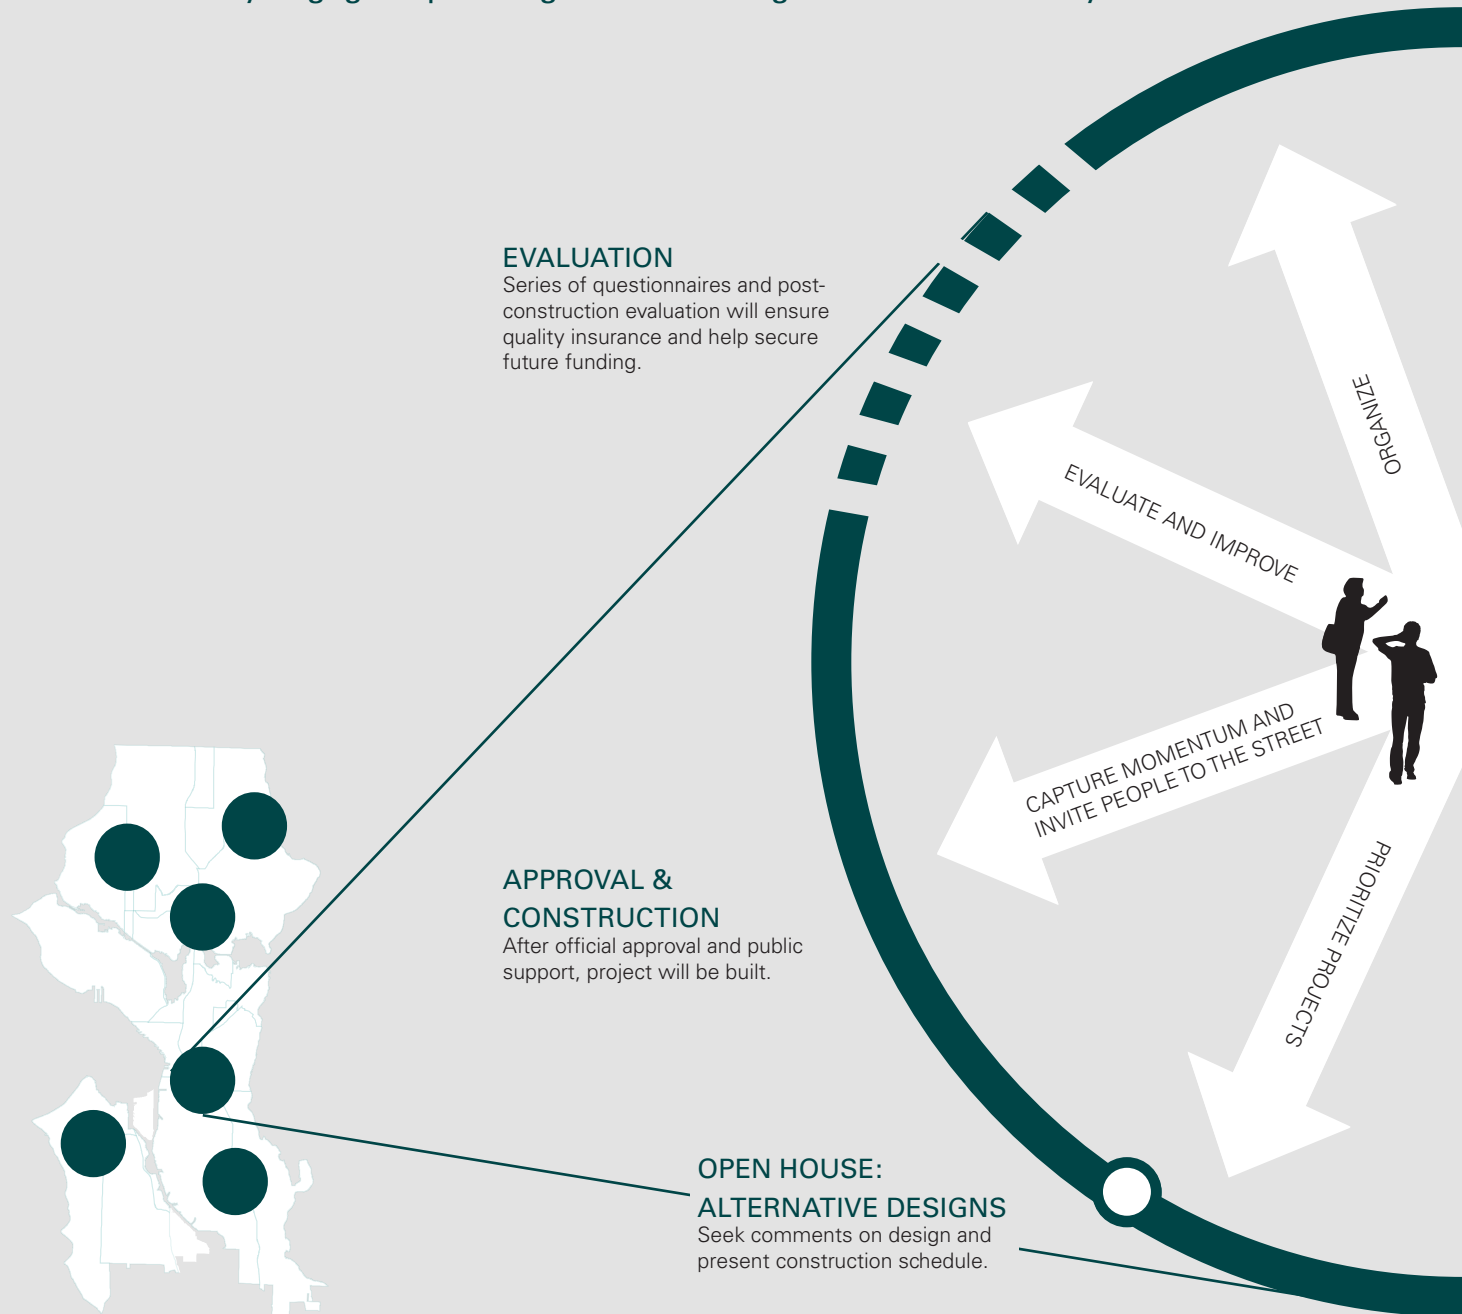 EVALUATION
Series of questionnaires and post-
construction evaluation will ensure
quality insurance and help secure
future funding.
ORGANIZE
EVALUATE AND IMPROVE
CAPTURE MOMENTUM AND
INVITE PEOPLE TO THE STREET
PRIORITIZE PROJECTS
APPROVAL &
CONSTRUCTION
After official approval and public
support, project will be built.
OPEN HOUSE:
ALTERNATIVE DESIGNS
Seek comments on design and
present construction schedule.